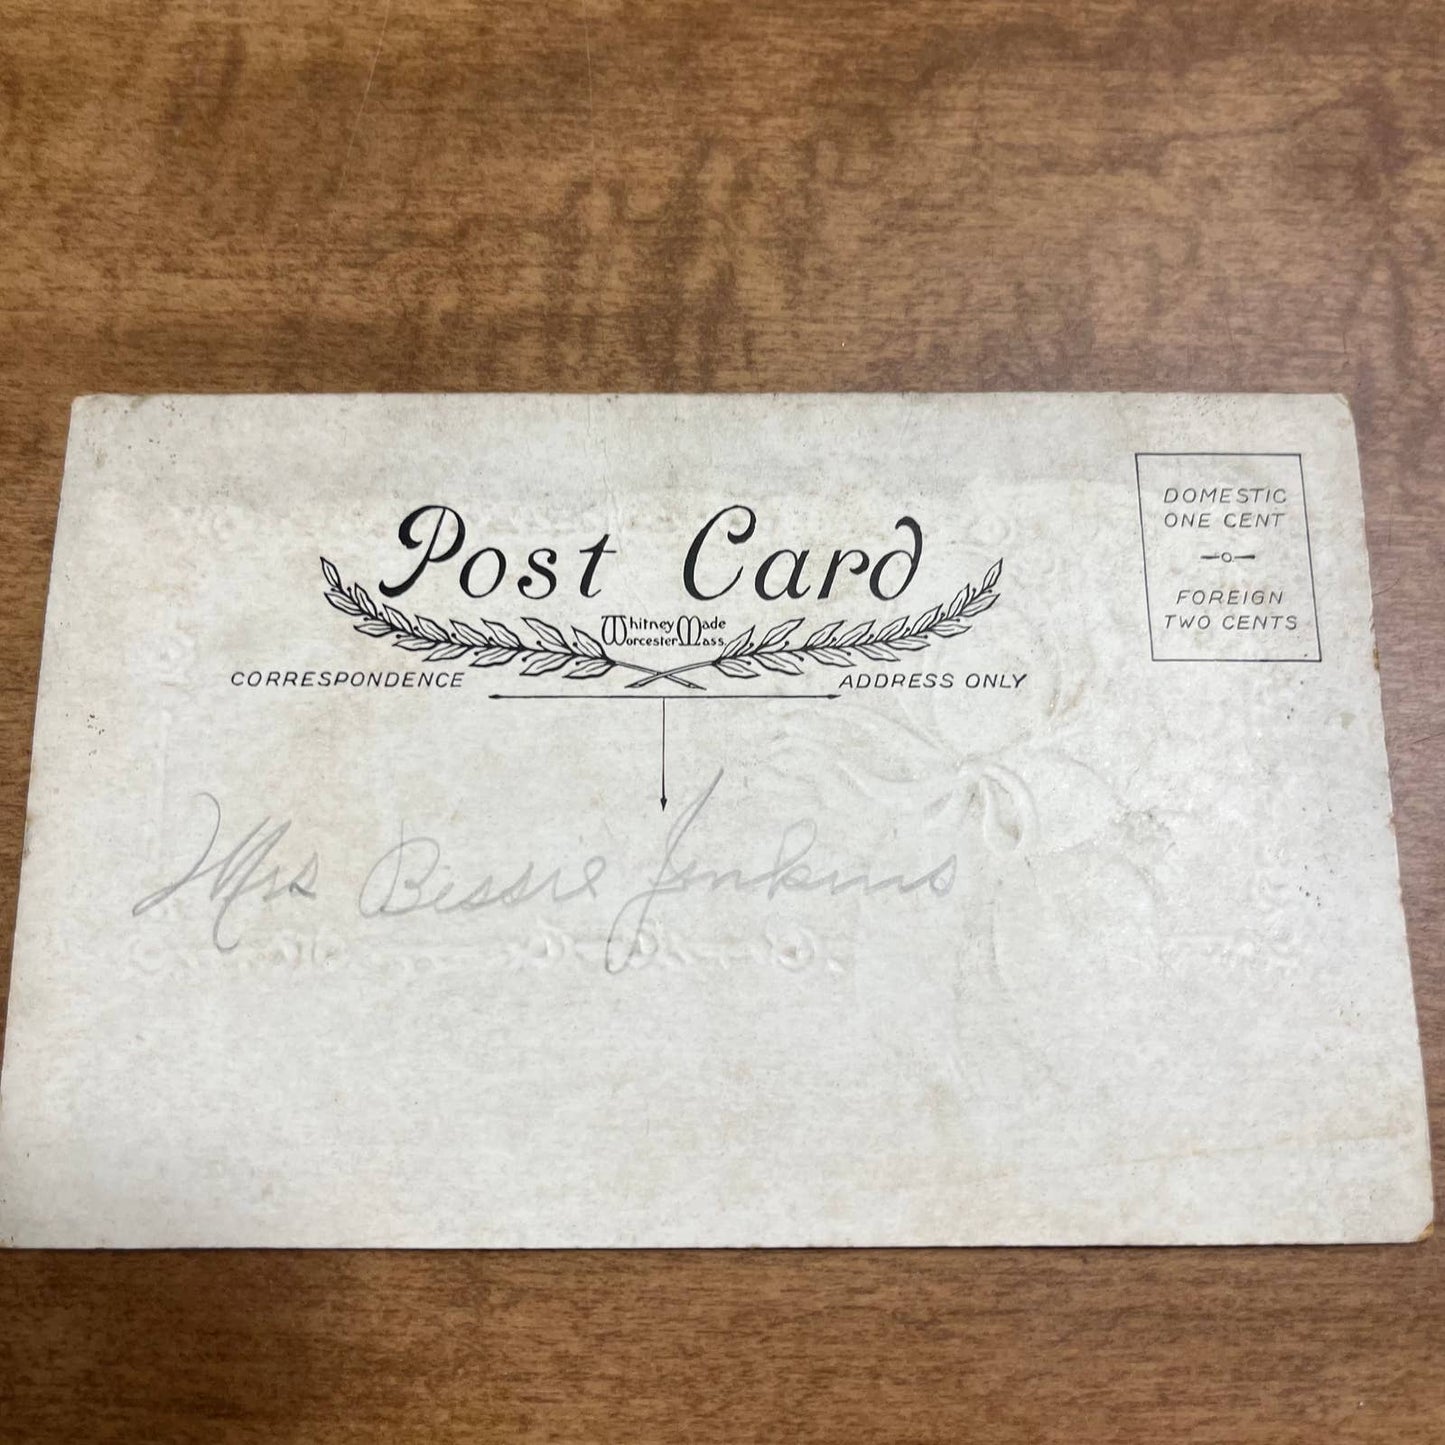 Post Card
Whitney Made
Worcester Mass.
CORRESPONDENCE
ADDRESS ONLY
DOMESTIC
ONE CENT
FOREIGN
TWO CENTS
Mrs Bessie Jenkins